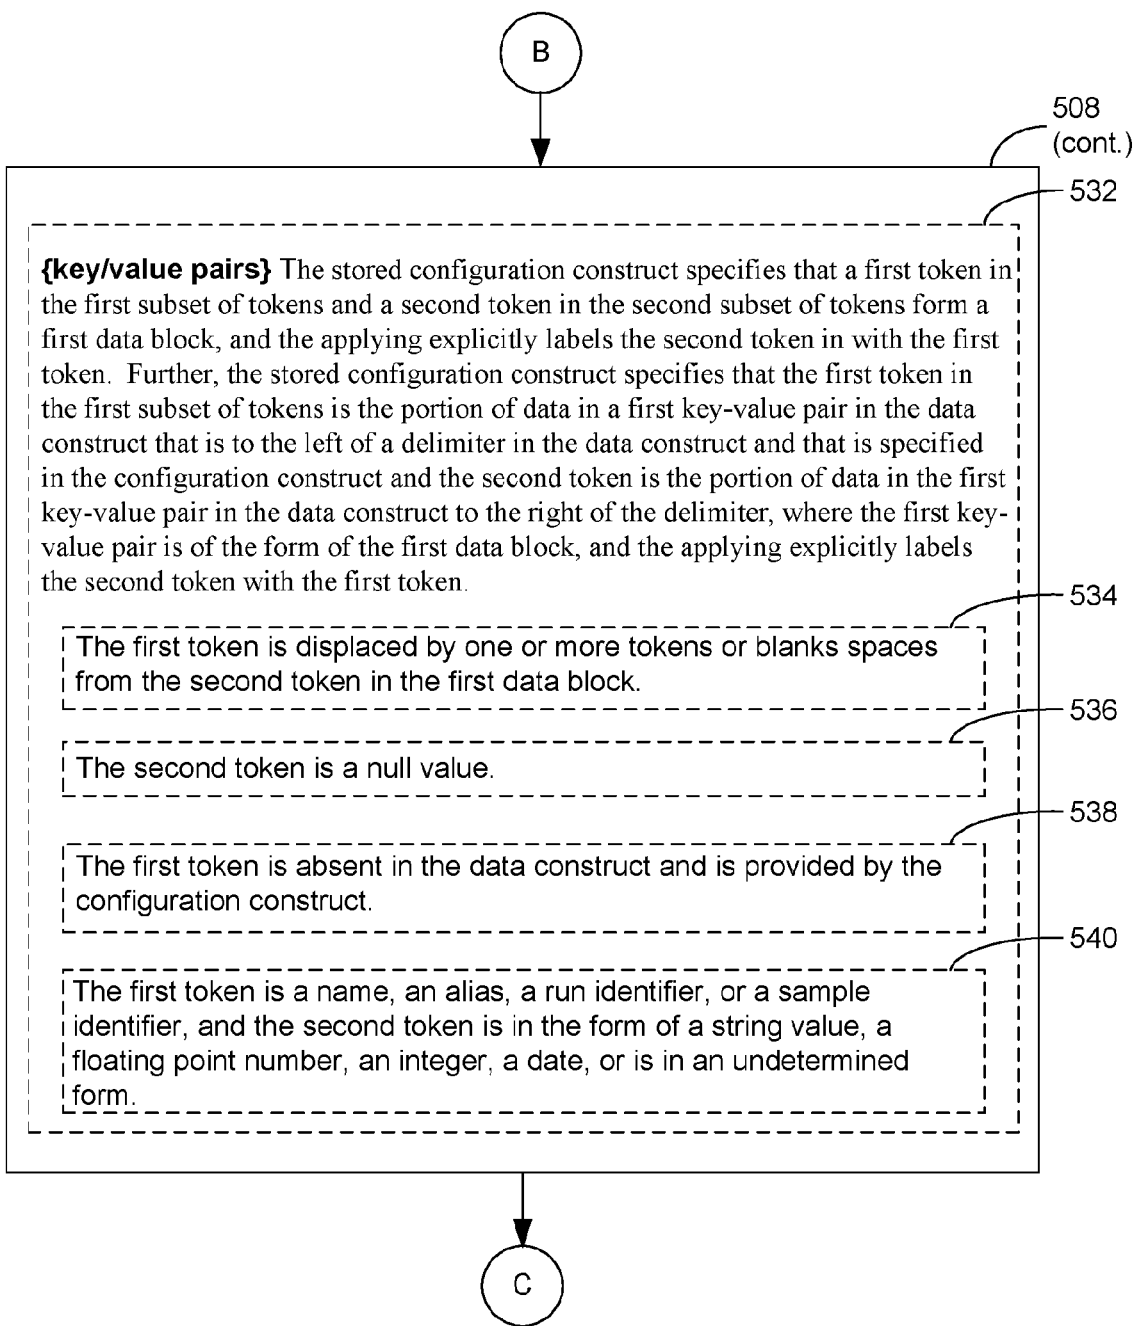 B
508
(cont.)
532
{key/value pairs} The stored configuration construct specifies that a first token in
the first subset of tokens and a second token in the second subset of tokens form a
first data block, and the applying explicitly labels the second token in with the first
token.  Further, the stored configuration construct specifies that the first token in
the first subset of tokens is the portion of data in a first key-value pair in the data
construct that is to the left of a delimiter in the data construct and that is specified
in the configuration construct and the second token is the portion of data in the first
key-value pair in the data construct to the right of the delimiter, where the first key-
value pair is of the form of the first data block, and the applying explicitly labels
the second token with the first token.
534
The first token is displaced by one or more tokens or blanks spaces
from the second token in the first data block.
536
The second token is a null value.
538
The first token is absent in the data construct and is provided by the
configuration construct.
540
The first token is a name, an alias, a run identifier, or a sample
identifier, and the second token is in the form of a string value, a
floating point number, an integer, a date, or is in an undetermined
form.
C